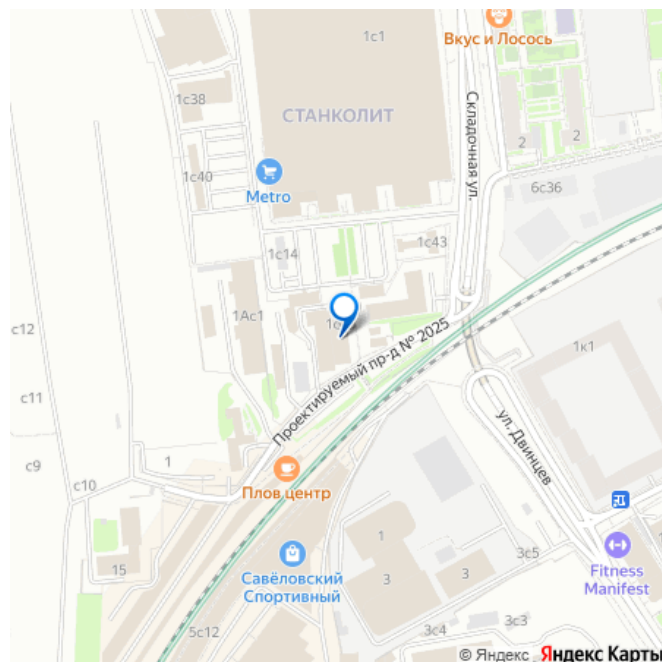 1с1
Вкус и Лосось
1с38
СТАНКОЛИТ
Складочная ул.
2
2
1с40
Metro
6с36
1с43
1с14
1Ас1
с12
Проектируемый пр-д № 2025
1к1
с11
ул. Двинцев
с9
1
с10
Плов центр
1
3с5
15
Савёловский
Спортивный
3
3
Fitness
Manifest
3с3
3с4
5с12
© Яндекс Яндекс Карты